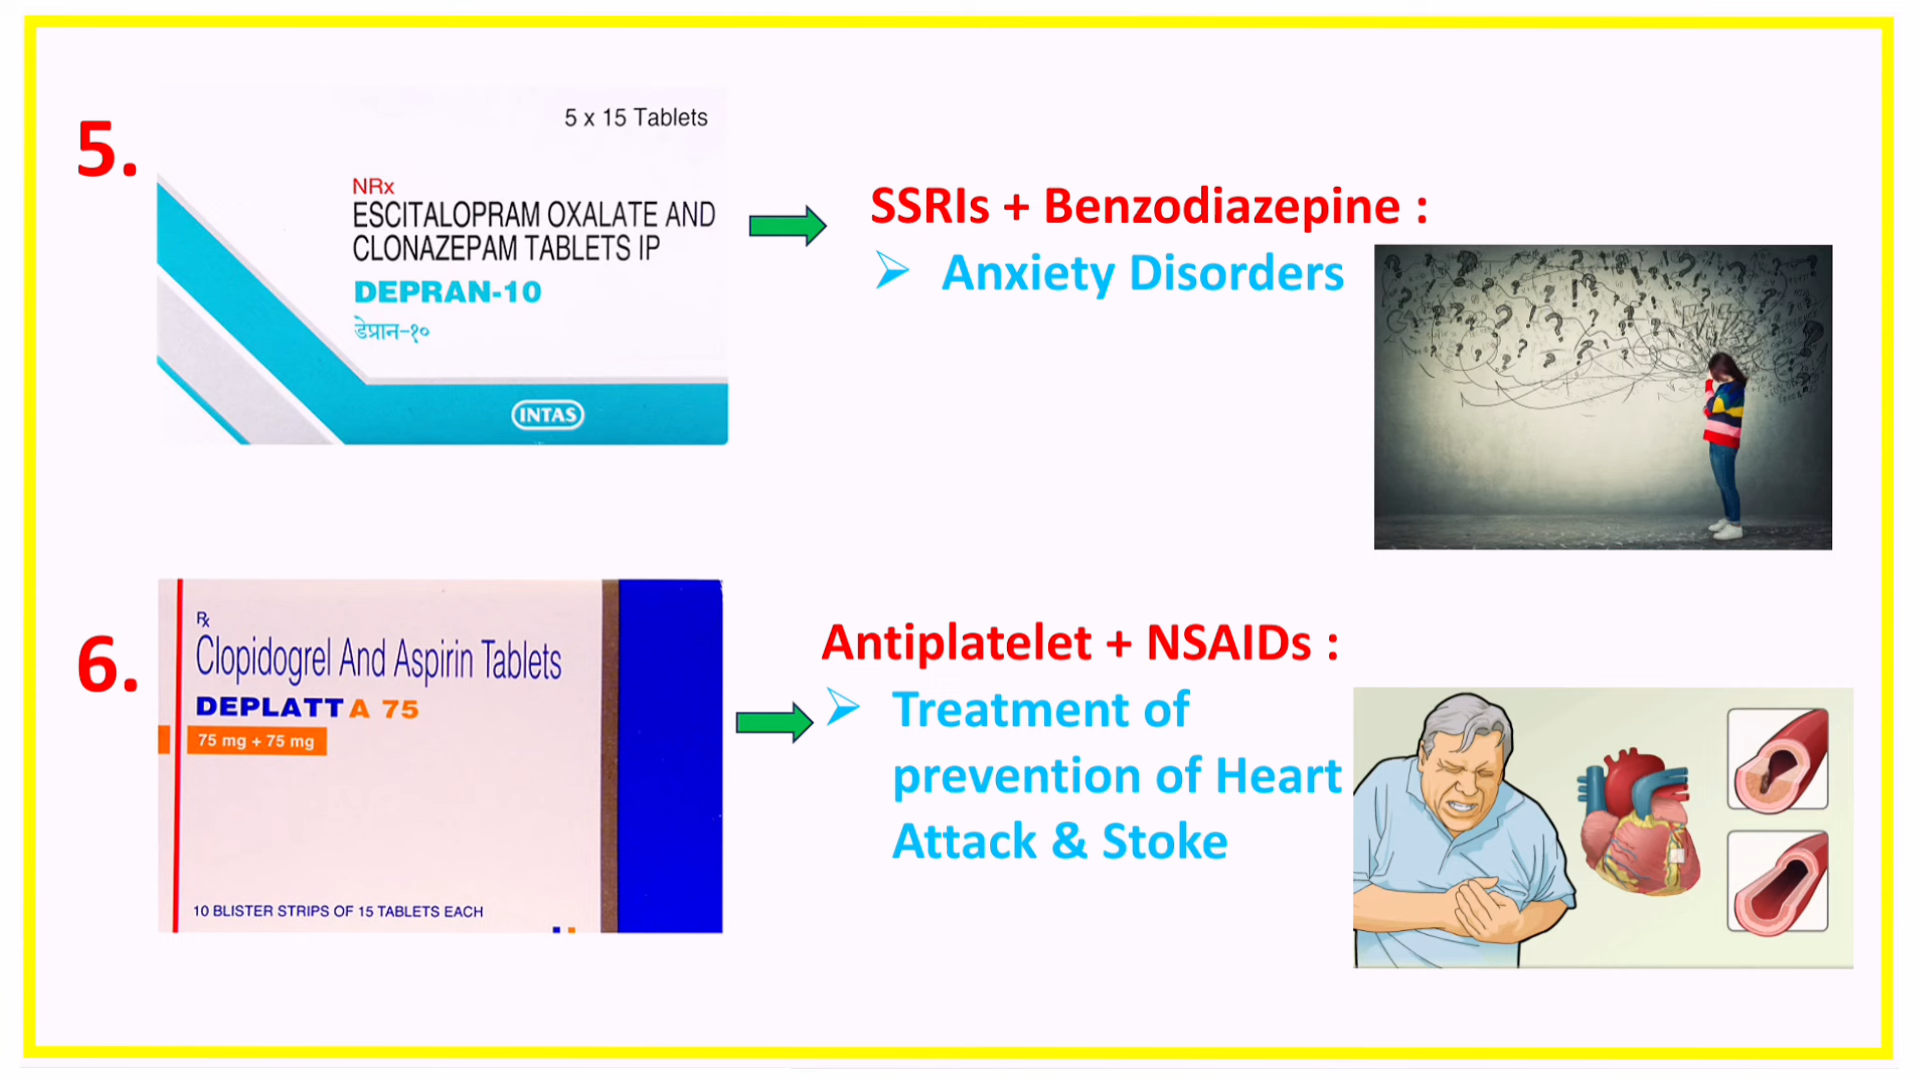 5.
5 x 15 Tablets
NRx
ESCITALOPRAM OXALATE AND
CLONAZEPAM TABLETS IP
DEPRAN-10
डेप्रान-१०
INTAS
SSRIs + Benzodiazepine :
Anxiety Disorders
6.
Rx
Clopidogrel And Aspirin Tablets
DEPLATT A 75
75 mg + 75 mg
10 BLISTER STRIPS OF 15 TABLETS EACH
Antiplatelet + NSAIDs :
Treatment of
prevention of Heart
Attack & Stoke